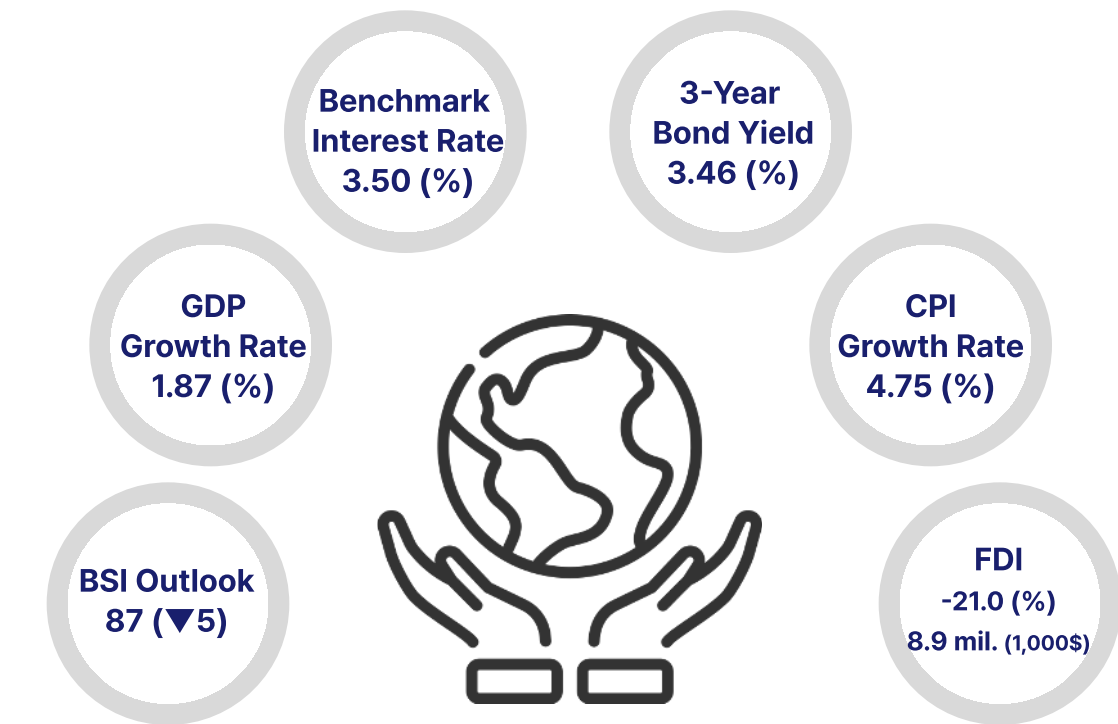 Benchmark
Interest Rate
3.50 (%)
3-Year
Bond Yield
3.46 (%)
GDP
Growth Rate
1.87 (%)
CPI
Growth Rate
4.75 (%)
BSI Outlook
87 (▼5)
FDI
-21.0 (%)
8.9 mil. (1,000$)